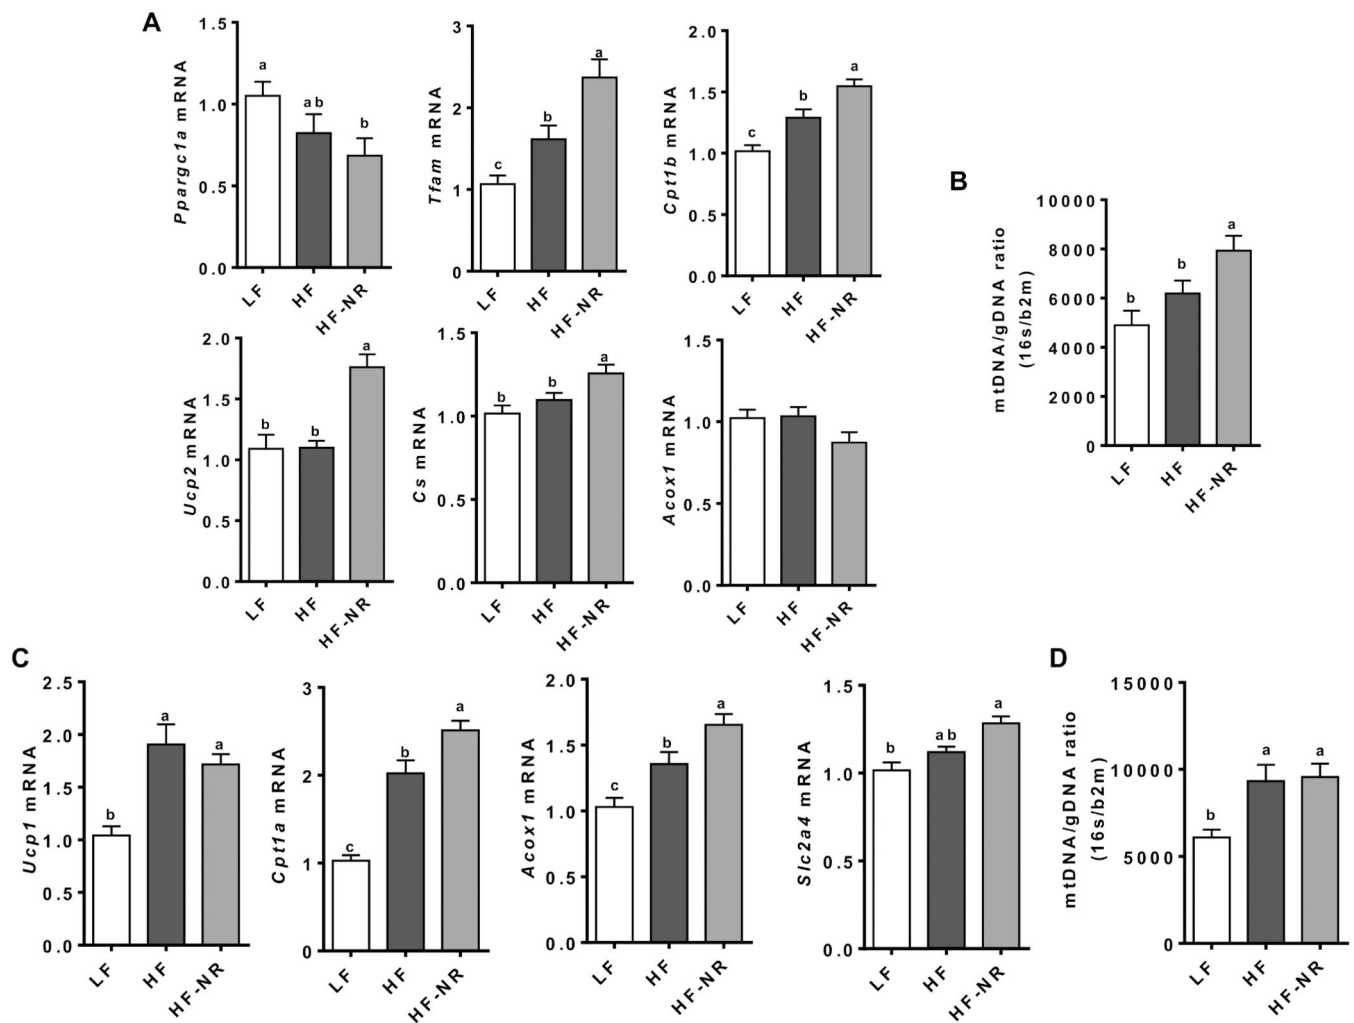 A
Ppargc1a mRNA
1.5
1.0
0.5
0.0
a
a b
b
LF
HF
HF-NR
Tfam mRNA
3
2
1
0
c
b
a
LF
HF
HF-NR
Cpt1b mRNA
2.0
1.5
1.0
0.5
0.0
c
b
a
LF
HF
HF-NR
B
mtDNA/gDNA ratio
(16s/b2m)
10000
8000
6000
4000
2000
0
b
b
a
LF
HF
HF-NR
Ucp2 mRNA
2.0
1.5
1.0
0.5
0.0
b
b
a
LF
HF
HF-NR
Cs mRNA
1.5
1.0
0.5
0.0
b
b
a
LF
HF
HF-NR
Acox1 mRNA
1.5
1.0
0.5
0.0
LF
HF
HF-NR
C
Ucp1 mRNA
2.5
2.0
1.5
1.0
0.5
0.0
b
a
a
LF
HF
HF-NR
Cpt1a mRNA
3
2
1
0
c
b
a
LF
HF
HF-NR
Acox1 mRNA
2.0
1.5
1.0
0.5
0.0
c
b
a
LF
HF
HF-NR
Slc2a4 mRNA
1.5
1.0
0.5
0.0
b
a b
a
LF
HF
HF-NR
D
mtDNA/gDNA ratio
(16s/b2m)
15000
10000
5000
0
b
a
a
LF
HF
HF-NR